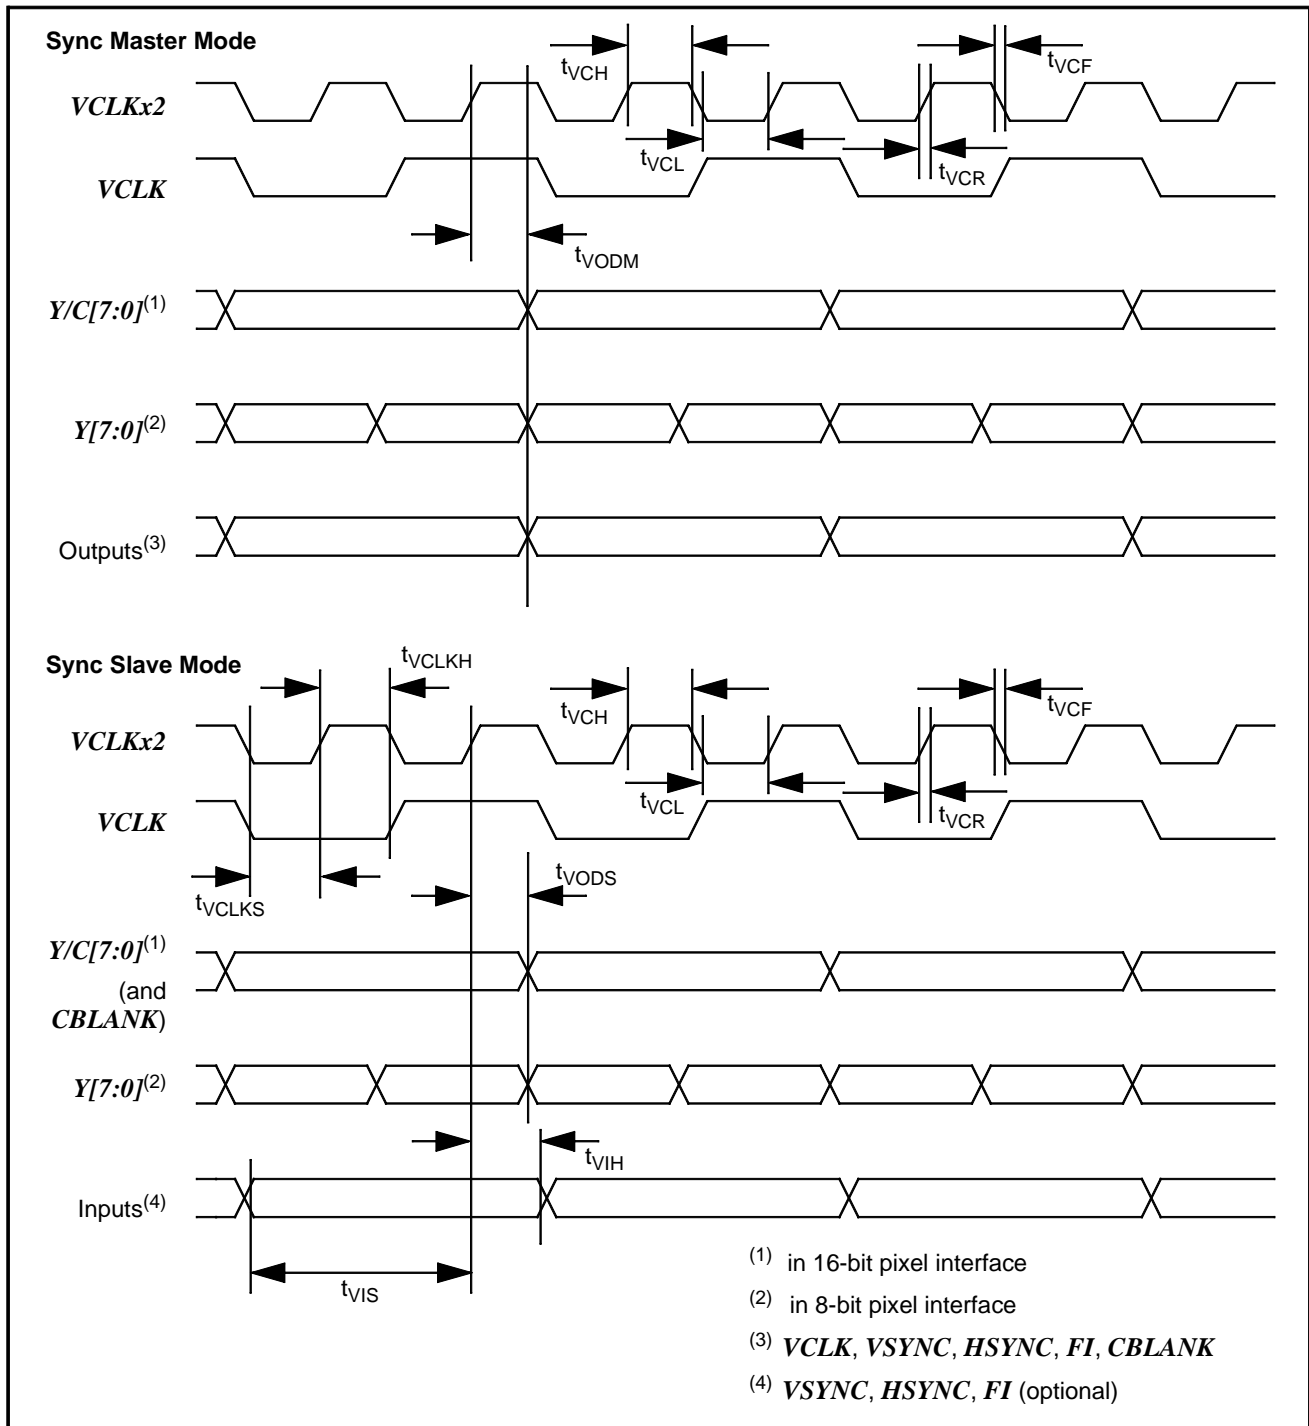 Sync Master Mode
tVCH
tVCF
VCLKx2
tVCL
tVCR
VCLK
tVODM
Y/C[7:0](1)
Y[7:0](2)
Outputs(3)
Sync Slave Mode
tVCLKH
tVCH
tVCF
VCLKx2
tVCL
tVCR
VCLK
tVODS
tVCLKS
Y/C[7:0](1)
(and
CBLANK)
Y[7:0](2)
tVIH
Inputs(4)
tVIS
(1) in 16-bit pixel interface
(2) in 8-bit pixel interface
(3) VCLK, VSYNC, HSYNC, FI, CBLANK
(4) VSYNC, HSYNC, FI (optional)